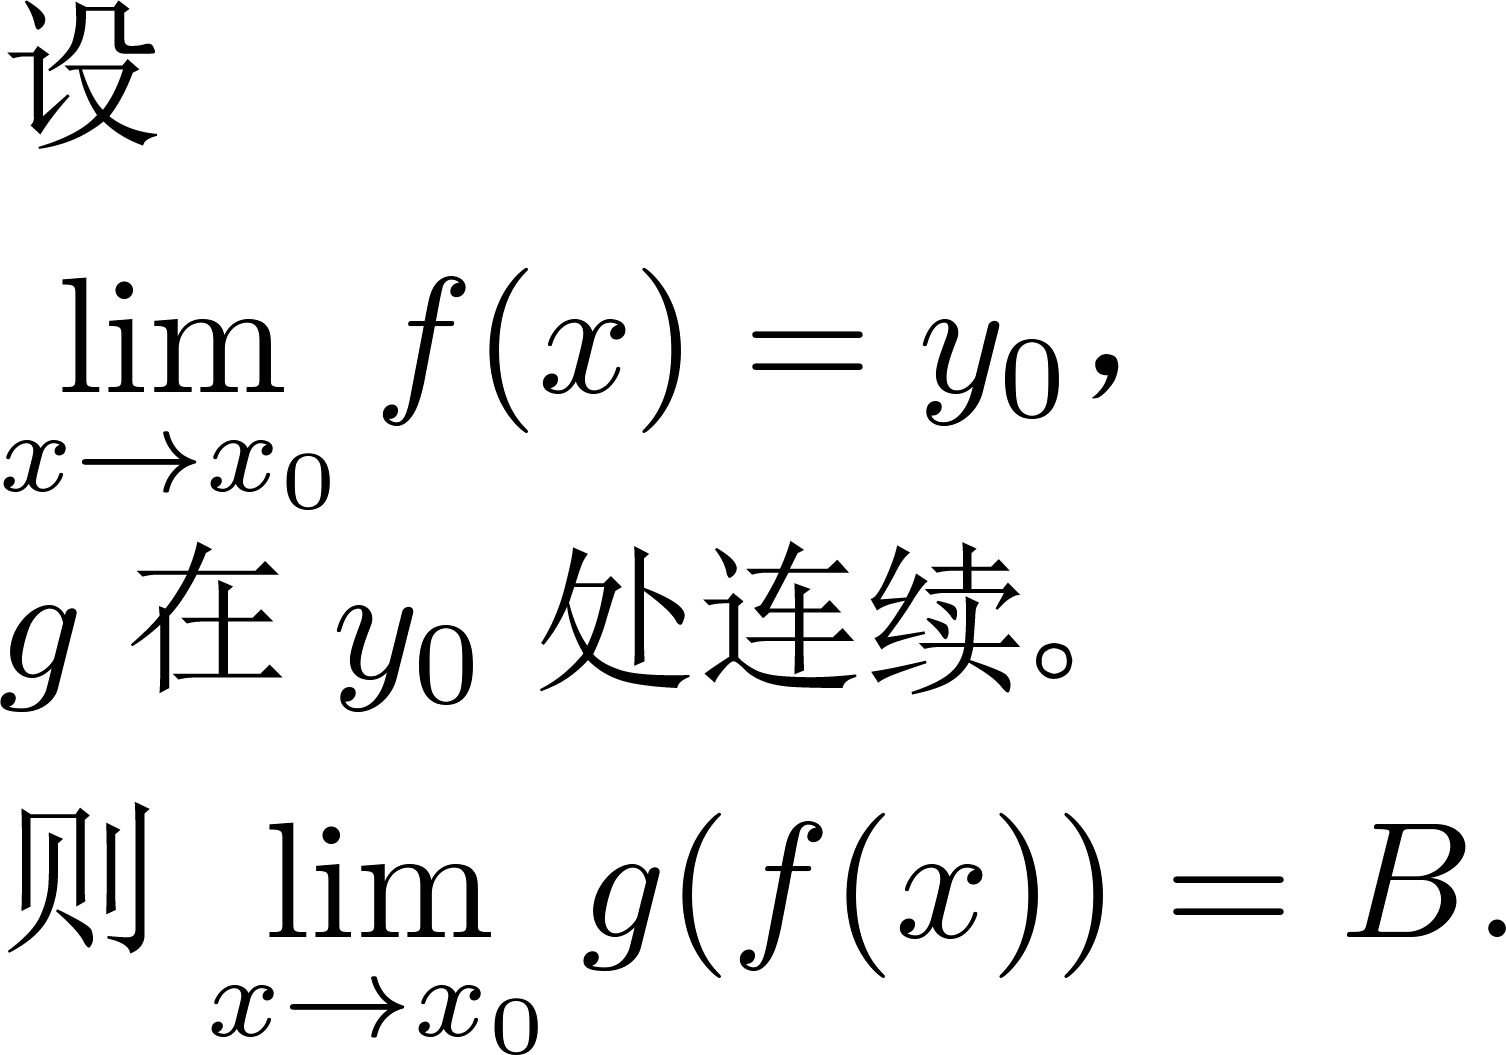 设
$\lim_{x \to x_0} f(x) = y_0$，
$g$ 在 $y_0$ 处连续。
则 $\lim_{x \to x_0} g(f(x)) = B.$